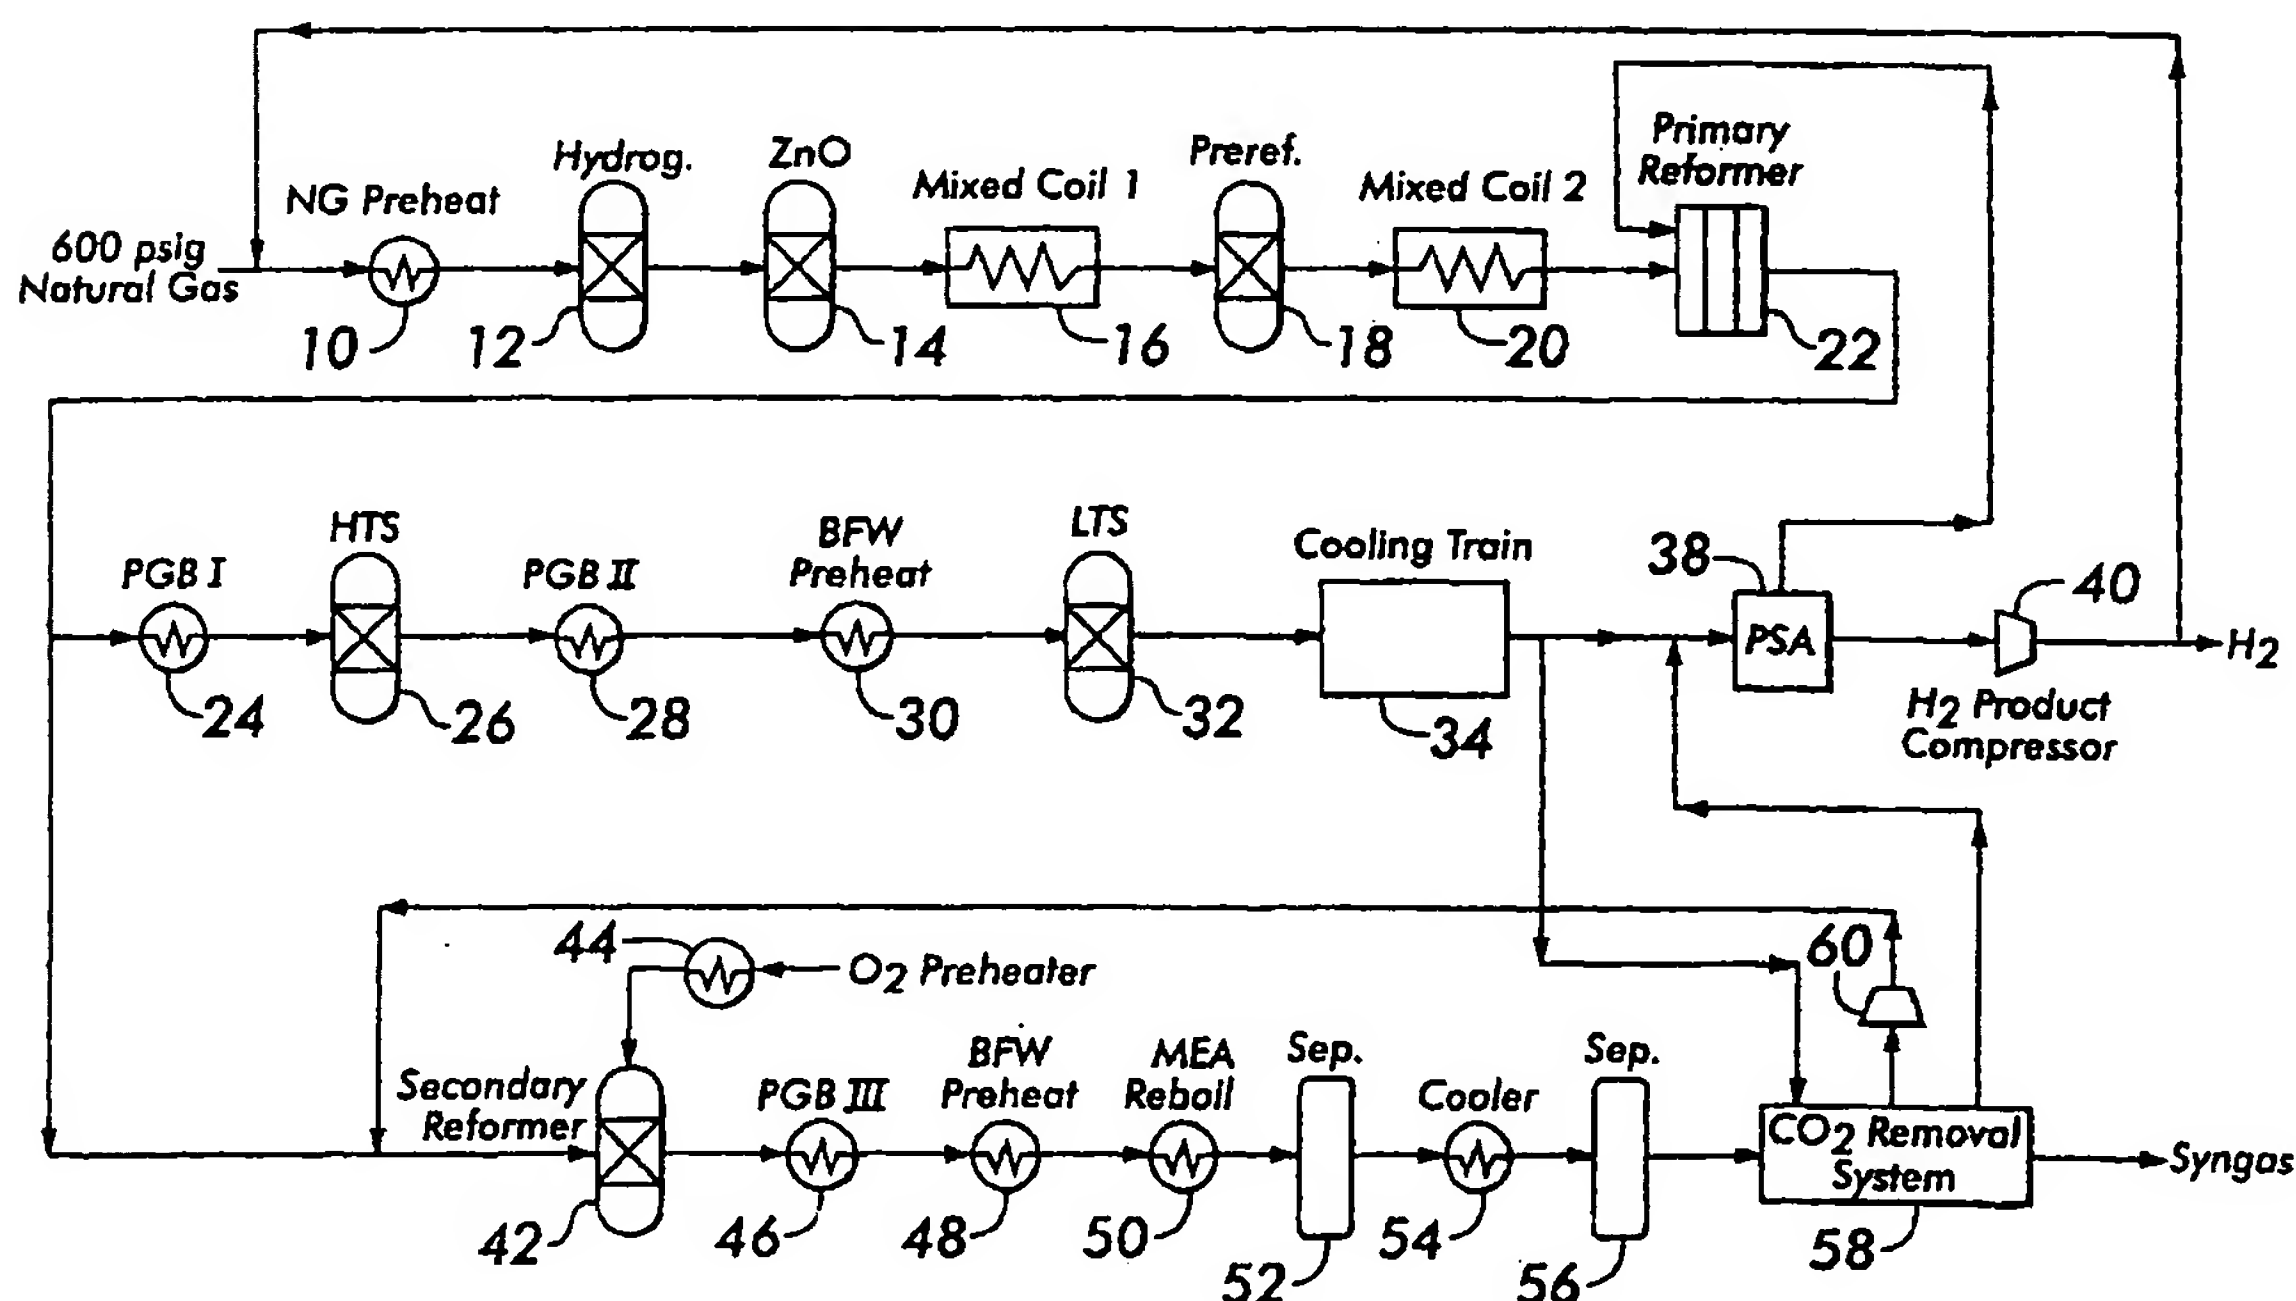 Hydrog.
ZnO
Preref.
Primary
Reformer
NG Preheat
Mixed Coil 1
Mixed Coil 2
600 psig
Natural Gas
10
12
14
16
18
20
22
HTS
BFW
Preheat
LTS
Cooling Train
38
PGB I
PGB II
40
PSA
H2
24
26
28
30
32
34
H2 Product
Compressor
44
O2 Preheater
60
Secondary
Reformer
PGB III
BFW
Preheat
MEA
Reboil
Sep.
Cooler
Sep.
CO2 Removal
System
Syngas
42
46
48
50
52
54
56
58